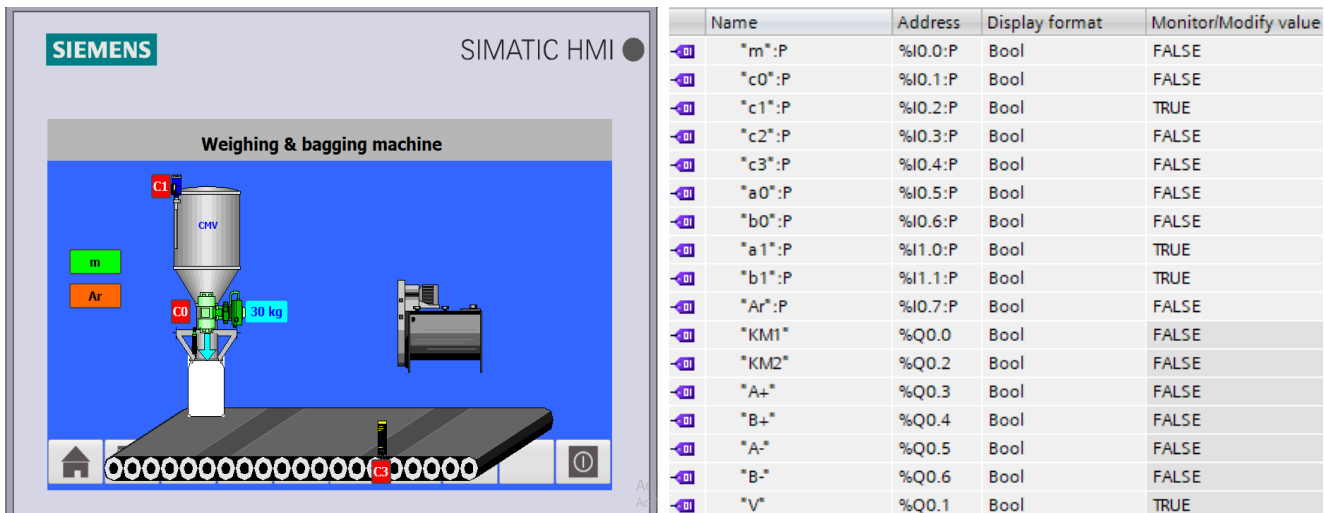 SIEMENS
SIMATIC HMI
Weighing & bagging machine
C1
CMV
m
Ar
C0
30 kg
C3
Name Address Display format Monitor/Modify value
"m":P %I0.0:P Bool FALSE
"c0":P %I0.1:P Bool FALSE
"c1":P %I0.2:P Bool TRUE
"c2":P %I0.3:P Bool FALSE
"c3":P %I0.4:P Bool FALSE
"a0":P %I0.5:P Bool FALSE
"b0":P %I0.6:P Bool FALSE
"a1":P %I1.0:P Bool TRUE
"b1":P %I1.1:P Bool TRUE
"Ar":P %I0.7:P Bool FALSE
"KM1" %Q0.0 Bool FALSE
"KM2" %Q0.2 Bool FALSE
"A+" %Q0.3 Bool FALSE
"B+" %Q0.4 Bool FALSE
"A-" %Q0.5 Bool FALSE
"B-" %Q0.6 Bool FALSE
"V" %Q0.1 Bool TRUE